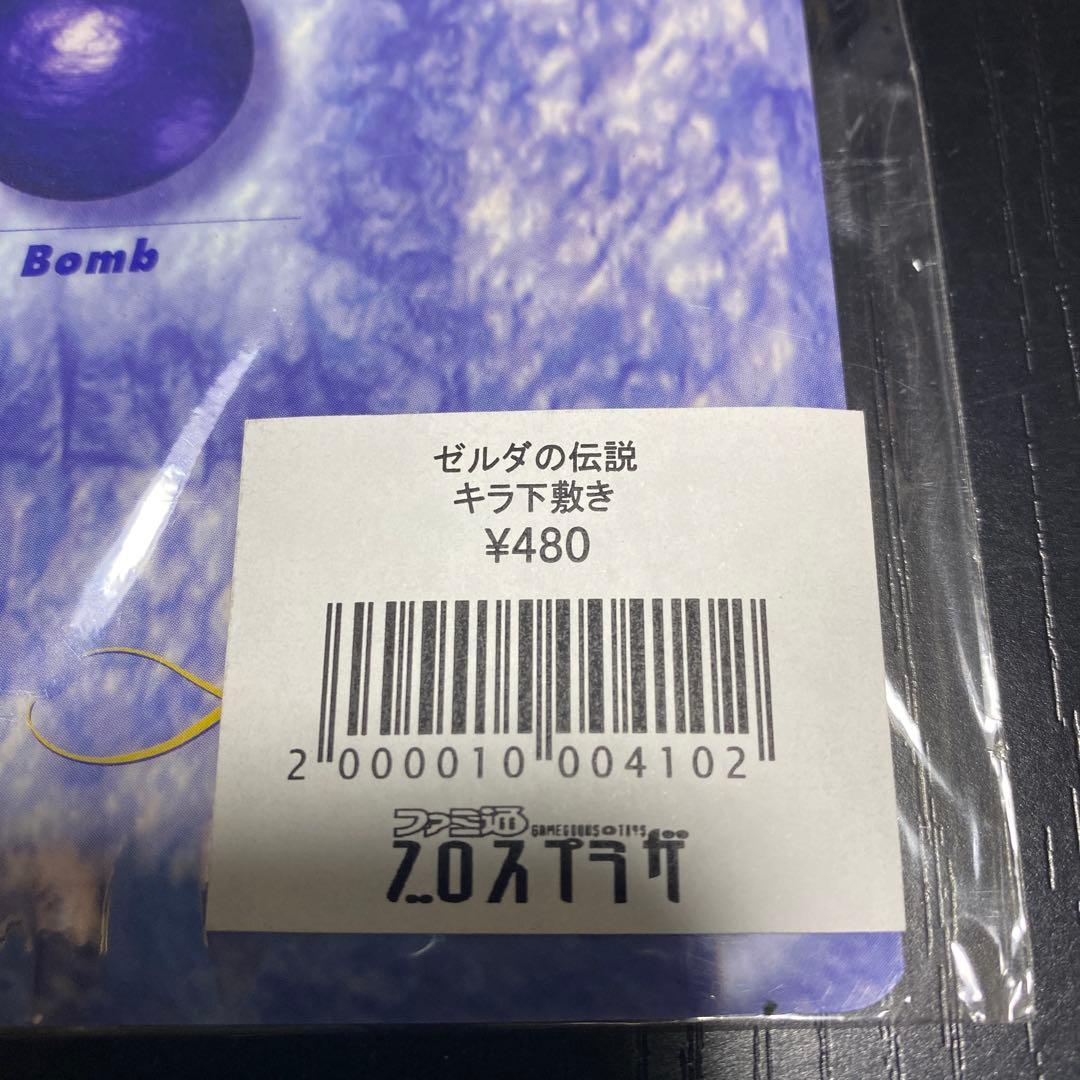 Bomb
ゼルダの伝説
キラ下敷き
¥480
2 000010 004102
ファミ通
GAMEGOODS & TOYS
ブロスプラザ